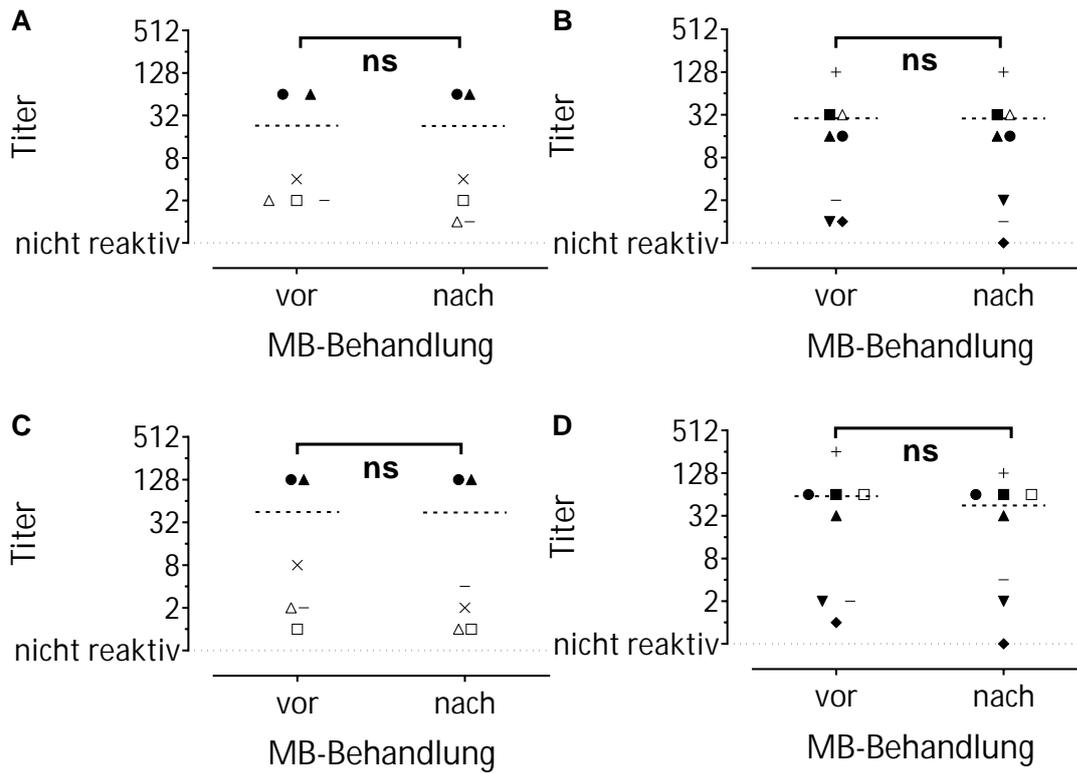 A
512
128
32
8
2
nicht reaktiv
Titer
ns
vor nach
MB-Behandlung
B
512
128
32
8
2
nicht reaktiv
Titer
ns
vor nach
MB-Behandlung
C
512
128
32
8
2
nicht reaktiv
Titer
ns
vor nach
MB-Behandlung
D
512
128
32
8
2
nicht reaktiv
Titer
ns
vor nach
MB-Behandlung